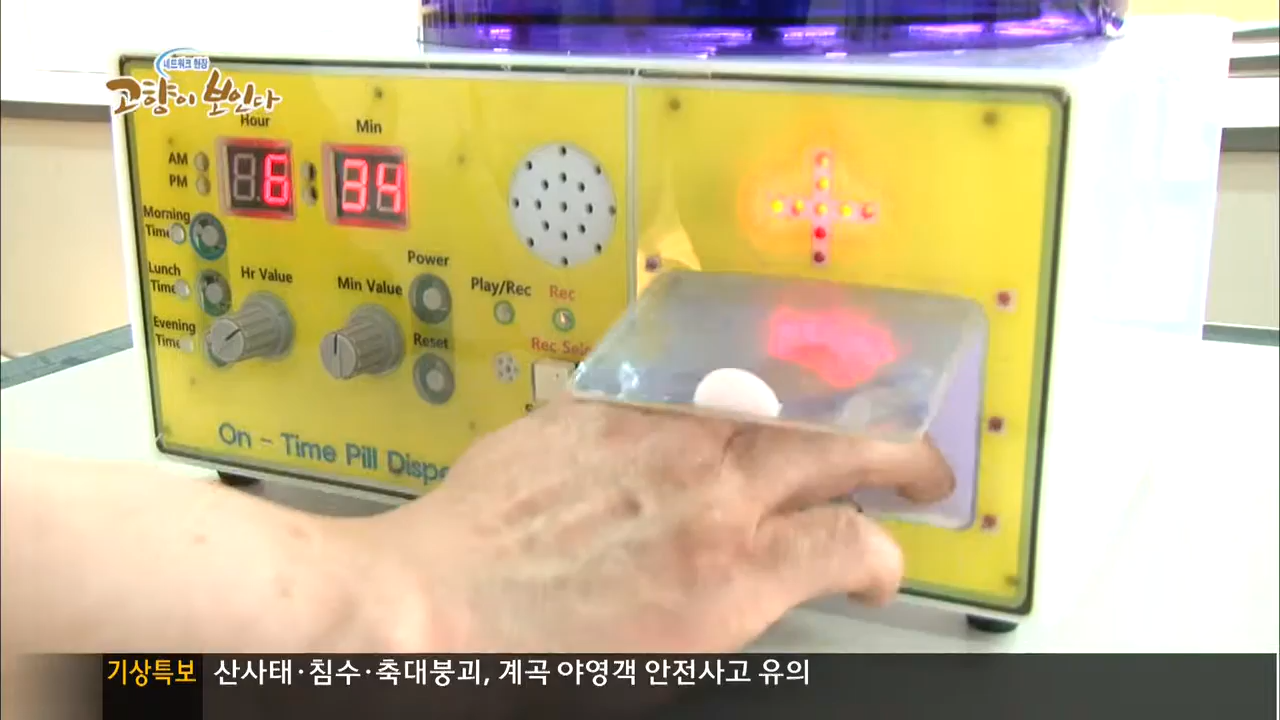 네트워크 현장
고향이 보인다
Hour
Min
AM
PM
6
34
Morning
Time
Lunch
Time
Evening
Time
Hr Value
Min Value
Power
Reset
Play/Rec
Rec
Rec
On - Time Pill
기상특보 산사태·침수·축대붕괴, 계곡 야영객 안전사고 유의